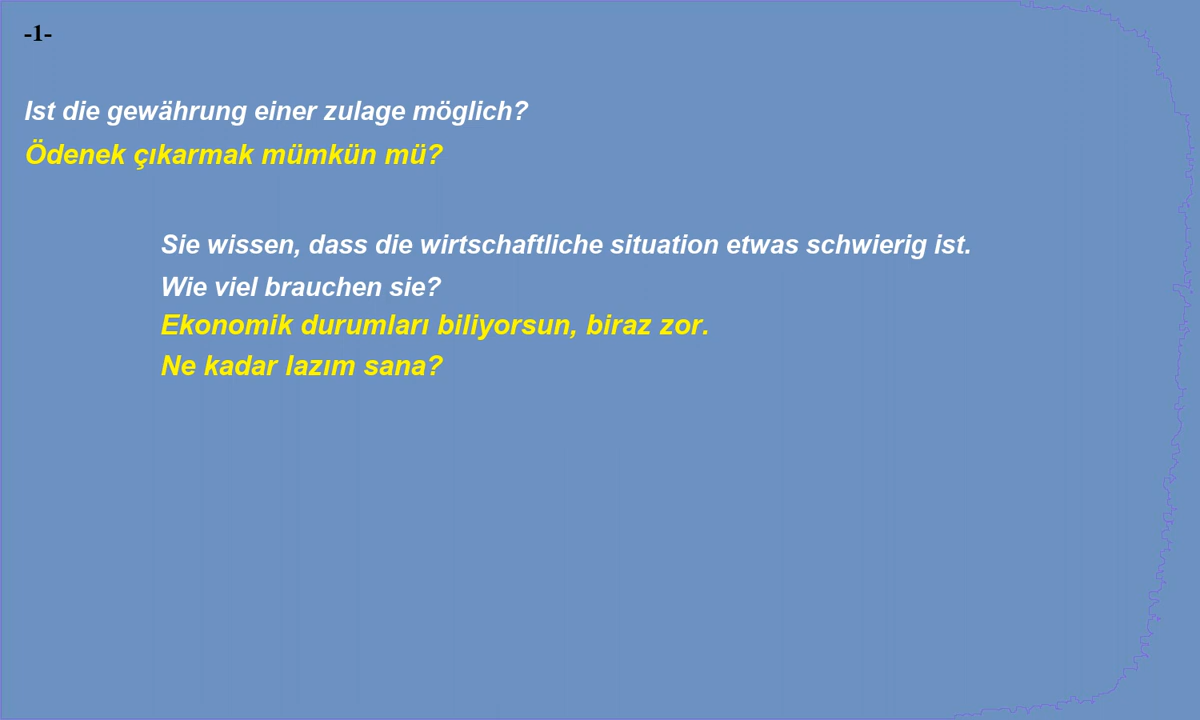 -1-
Ist die gewährung einer zulage möglich?
Ödenek çıkarmak mümkün mü?
Sie wissen, dass die wirtschaftliche situation etwas schwierig ist.
Wie viel brauchen sie?
Ekonomik durumları biliyorsun, biraz zor.
Ne kadar lazım sana?